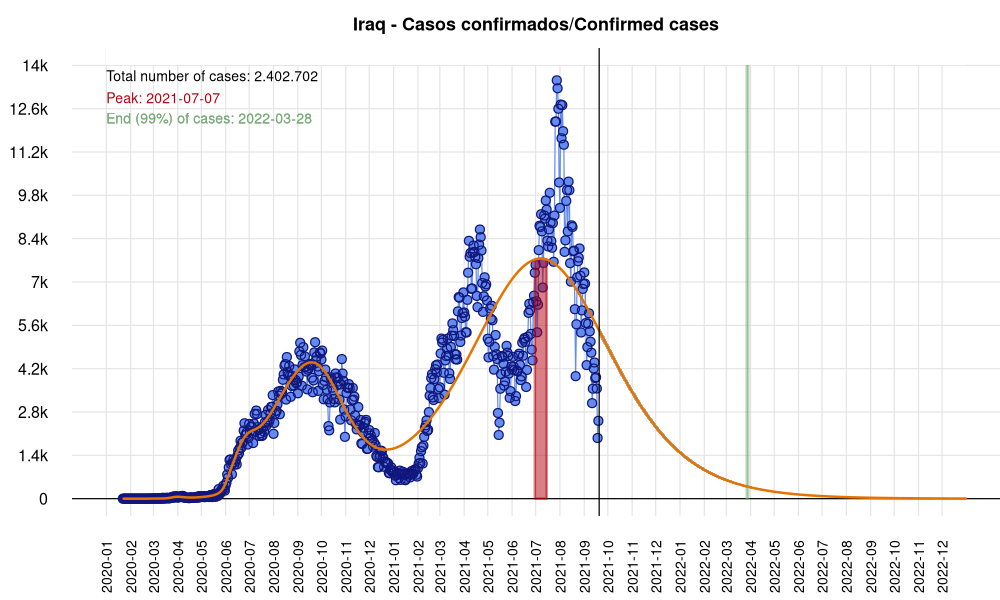 Iraq - Casos confirmados/Confirmed cases
Total number of cases: 2.402.702
Peak: 2021-07-07
End (99%) of cases: 2022-03-28
14k
12.6k
11.2k
9.8k
8.4k
7k
5.6k
4.2k
2.8k
1.4k
0
2020-01
2020-02
2020-03
2020-04
2020-05
2020-06
2020-07
2020-08
2020-09
2020-10
2020-11
2020-12
2021-01
2021-02
2021-03
2021-04
2021-05
2021-06
2021-07
2021-08
2021-09
2021-10
2021-11
2021-12
2022-01
2022-02
2022-03
2022-04
2022-05
2022-06
2022-07
2022-08
2022-09
2022-10
2022-11
2022-12